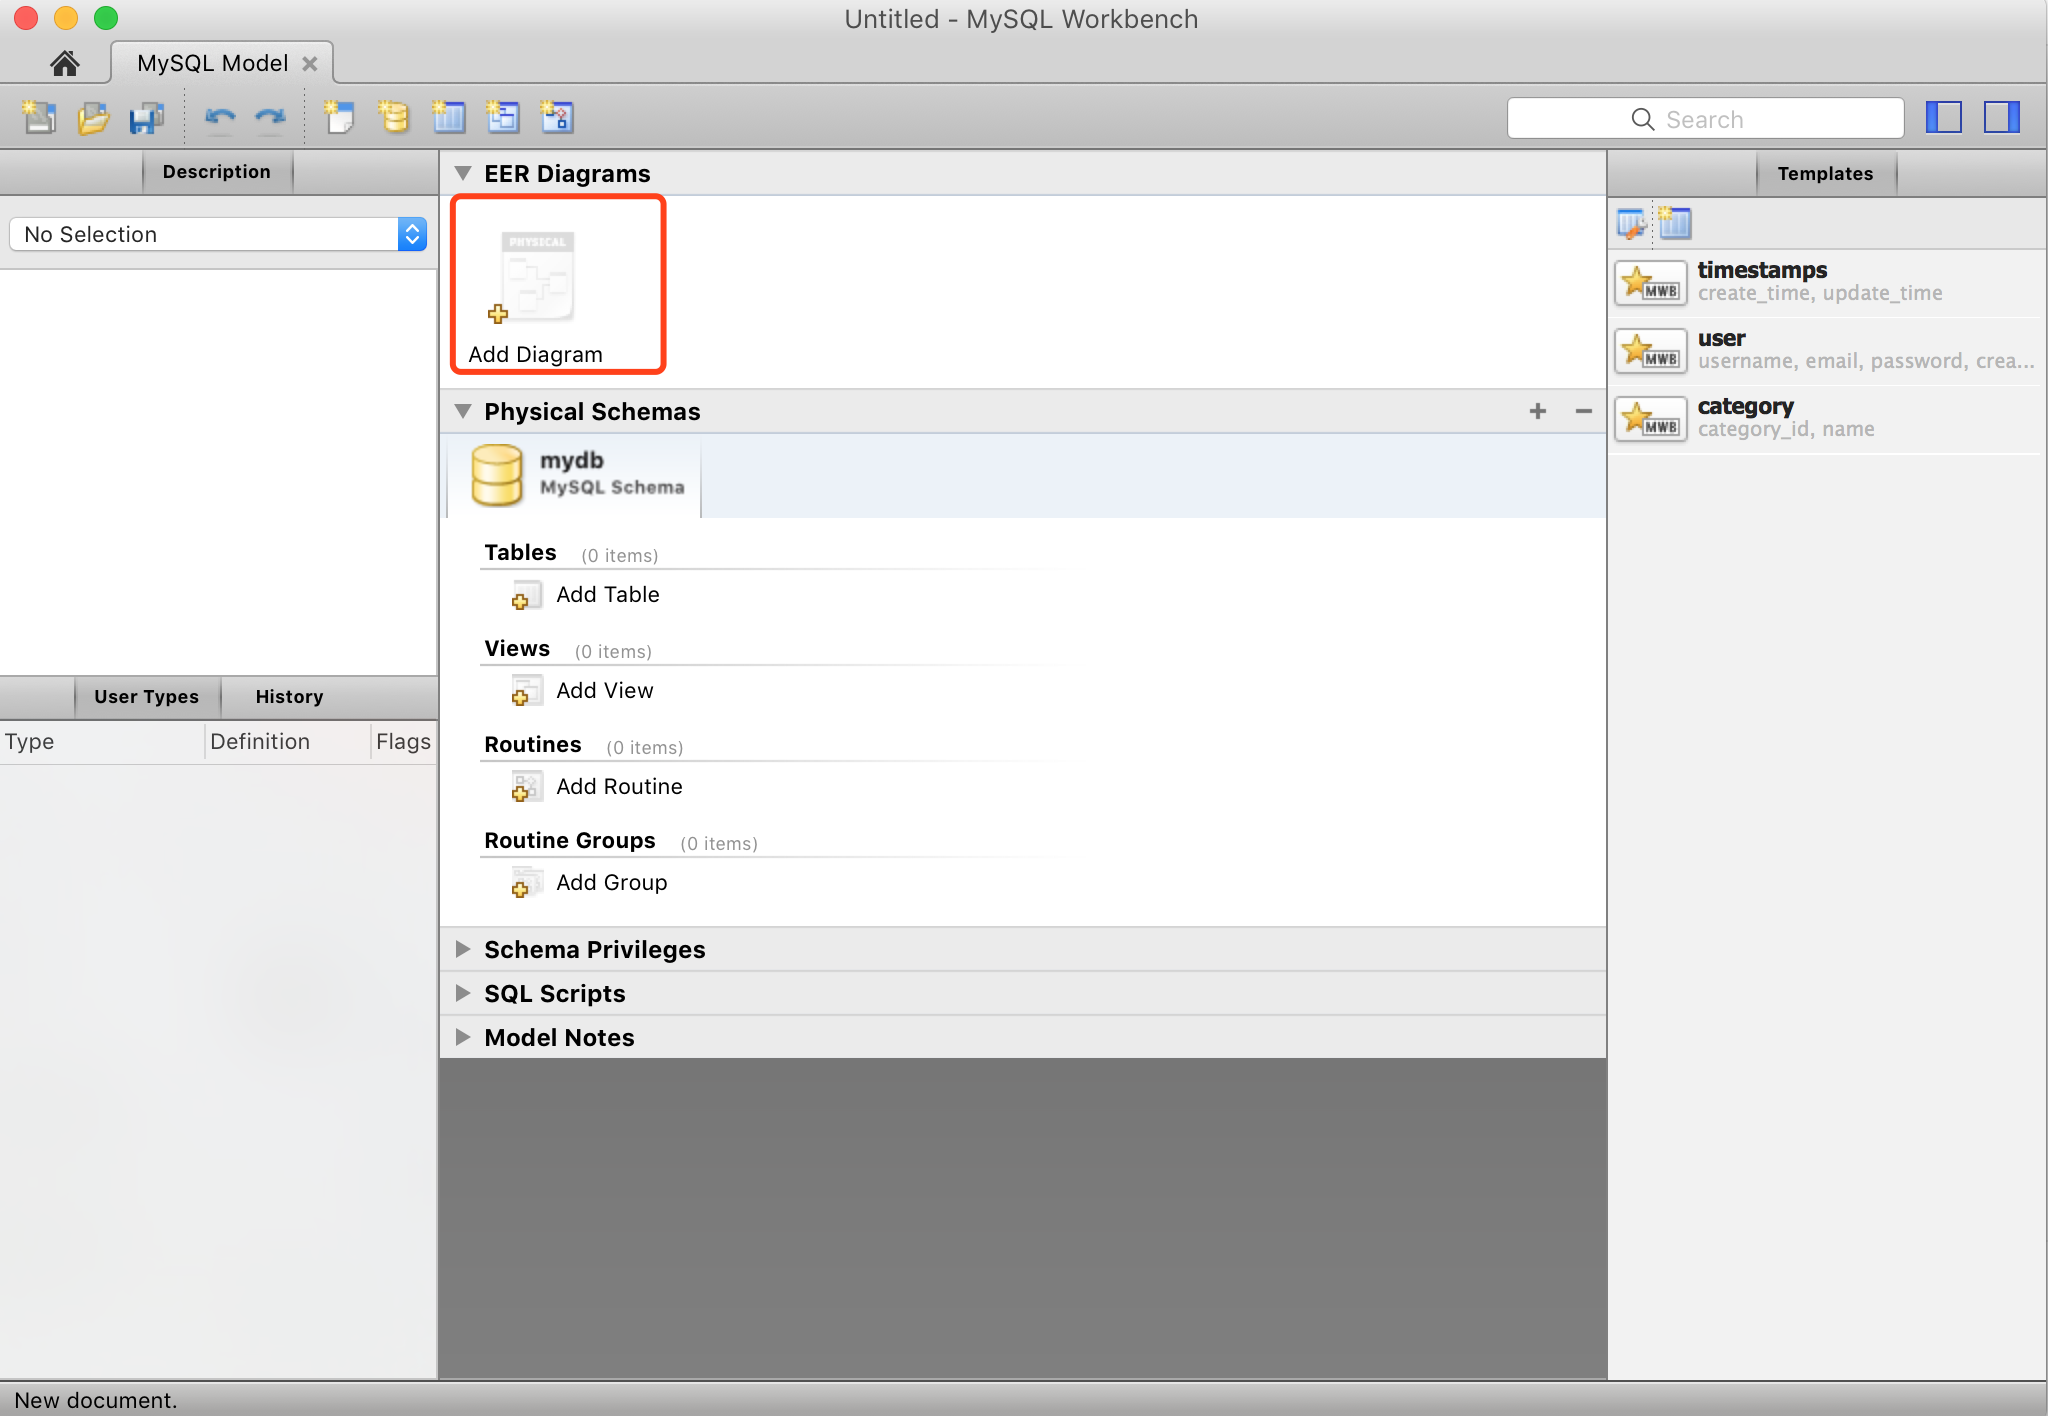 Untitled - MySQL Workbench
MySQL Model
Search
Description
No Selection
User Types History
Type Definition Flags
EER Diagrams
PHYSICAL
Add Diagram
Physical Schemas
mydb
MySQL Schema
Tables (0 items)
Add Table
Views (0 items)
Add View
Routines (0 items)
Add Routine
Routine Groups (0 items)
Add Group
Schema Privileges
SQL Scripts
Model Notes
Templates
MWB
timestamps
create_time, update_time
MWB
user
username, email, password, crea...
MWB
category
category_id, name
New document.